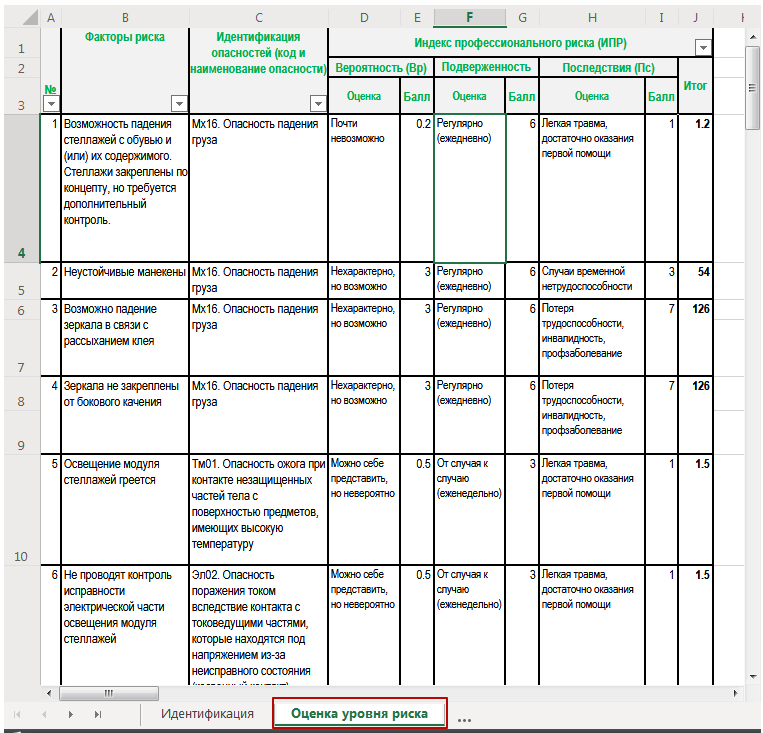 A B C D E F G H I J
1
2
3
Факторы риска
Идентификация
опасностей (код и
наименование опасности)
Индекс профессионального риска (ИПР)
Вероятность (Вр)
Подверженность
Последствия (Пс)
№
Оценка
Балл
Оценка
Балл
Оценка
Балл
Итог
4
1
Возможность падения
стеллажей с обувью и
(или) их содержимого.
Стеллажи закреплены по
концепту, но требуется
дополнительный
контроль.
Мх16. Опасность падения
груза
Почти
невозможно
0.2
Регулярно
(ежедневно)
6
Легкая травма,
достаточно оказания
первой помощи
1
1.2
5
2
Неустойчивые манекены
Мх16. Опасность падения
груза
Нехарактерно,
но возможно
3
Регулярно
(ежедневно)
6
Случаи временной
нетрудоспособности
3
54
6
7
3
Возможно падение
зеркала в связи с
рассыханием клея
Мх16. Опасность падения
груза
Нехарактерно,
но возможно
3
Регулярно
(ежедневно)
6
Потеря
трудоспособности,
инвалидность,
профзаболевание
7
126
8
9
4
Зеркала не закреплены
от бокового качения
Мх16. Опасность падения
груза
Нехарактерно,
но возможно
3
Регулярно
(ежедневно)
6
Потеря
трудоспособности,
инвалидность,
профзаболевание
7
126
10
5
Освещение модуля
стеллажей греется
Тм01. Опасность ожога при
контакте незащищенных
частей тела с
поверхностью предметов,
имеющих высокую
температуру
Можно себе
представить,
но невероятно
0.5
От случая к
случаю
(еженедельно)
3
Легкая травма,
достаточно оказания
первой помощи
1
1.5
6
Не проводят контроль
исправности
электрической части
освещения модуля
стеллажей
Эл02. Опасность
поражения током
вследствие контакта с
токоведущими частями,
которые находятся под
напряжением из-за
неисправного состояния
Можно себе
представить,
но невероятно
0.5
От случая к
случаю
(еженедельно)
3
Легкая травма,
достаточно оказания
первой помощи
1
1.5
Идентификация
Оценка уровня риска
...